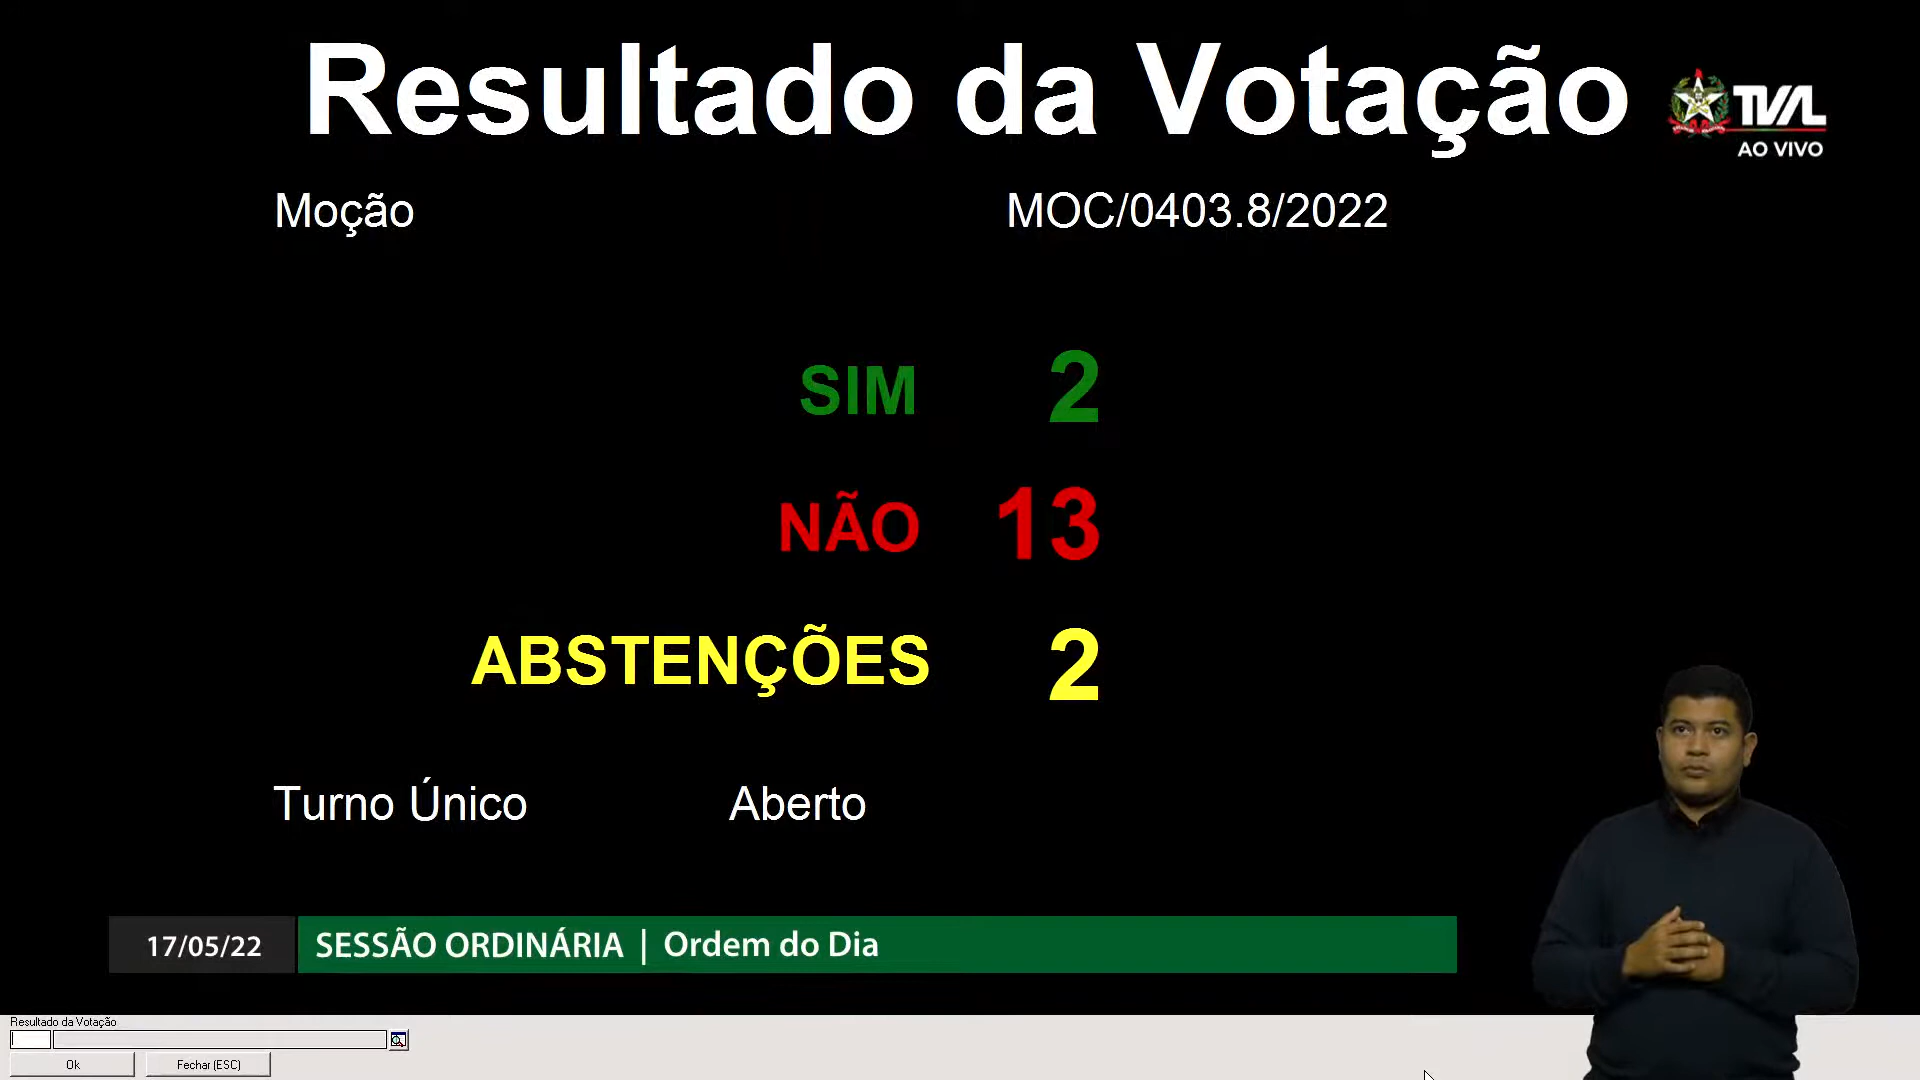 Resultado da Votação
TVAL
AO VIVO
Moção MOC/0403.8/2022
SIM 2
NÃO 13
ABSTENÇÕES 2
Turno Único Aberto
17/05/22 SESSÃO ORDINÁRIA | Ordem do Dia
Resultado da Votação
Ok Fechar (ESC)